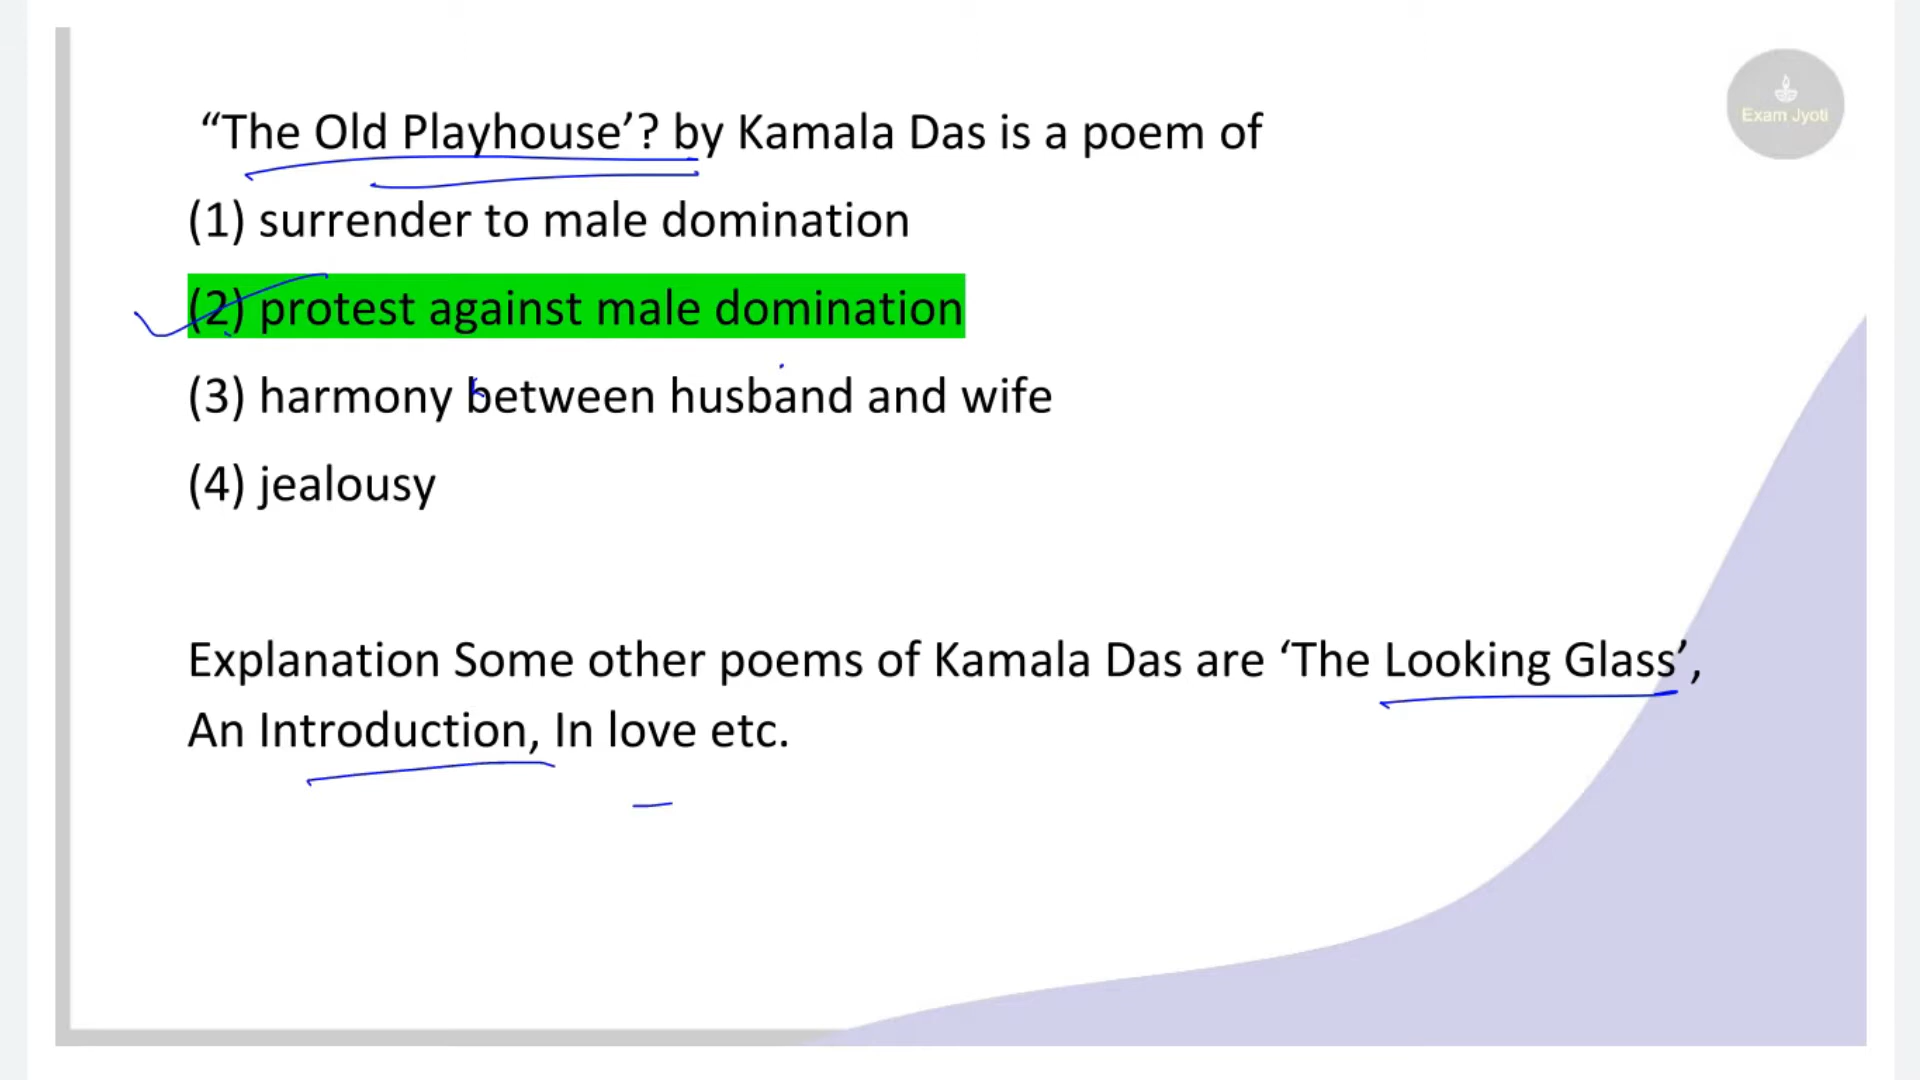 Exam Jyoti
“The Old Playhouse’? by Kamala Das is a poem of
(1) surrender to male domination
(2) protest against male domination
(3) harmony between husband and wife
(4) jealousy
Explanation Some other poems of Kamala Das are ‘The Looking Glass’,
An Introduction, In love etc.